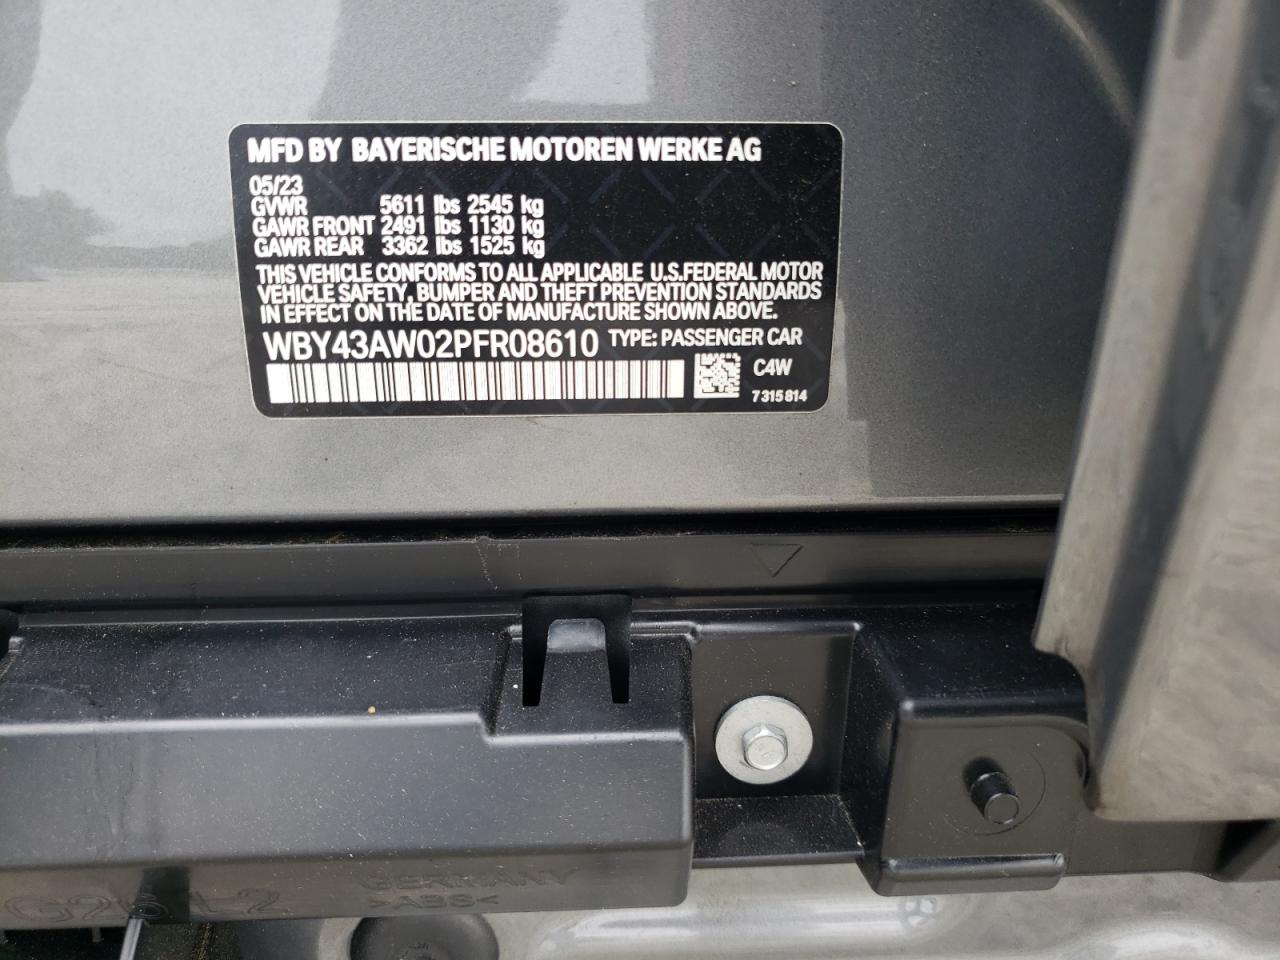 MFD BY BAYERISCHE MOTOREN WERKE AG
05/23
GVWR 5611 lbs 2545 kg
GAWR FRONT 2491 lbs 1130 kg
GAWR REAR 3362 lbs 1525 kg
THIS VEHICLE CONFORMS TO ALL APPLICABLE U.S.FEDERAL MOTOR
VEHICLE SAFETY, BUMPER AND THEFT PREVENTION STANDARDS
IN EFFECT ON THE DATE OF MANUFACTURE SHOWN ABOVE.
WBY43AW02PFR08610 TYPE: PASSENGER CAR
C4W
7315814
GERMANY
>ABS<